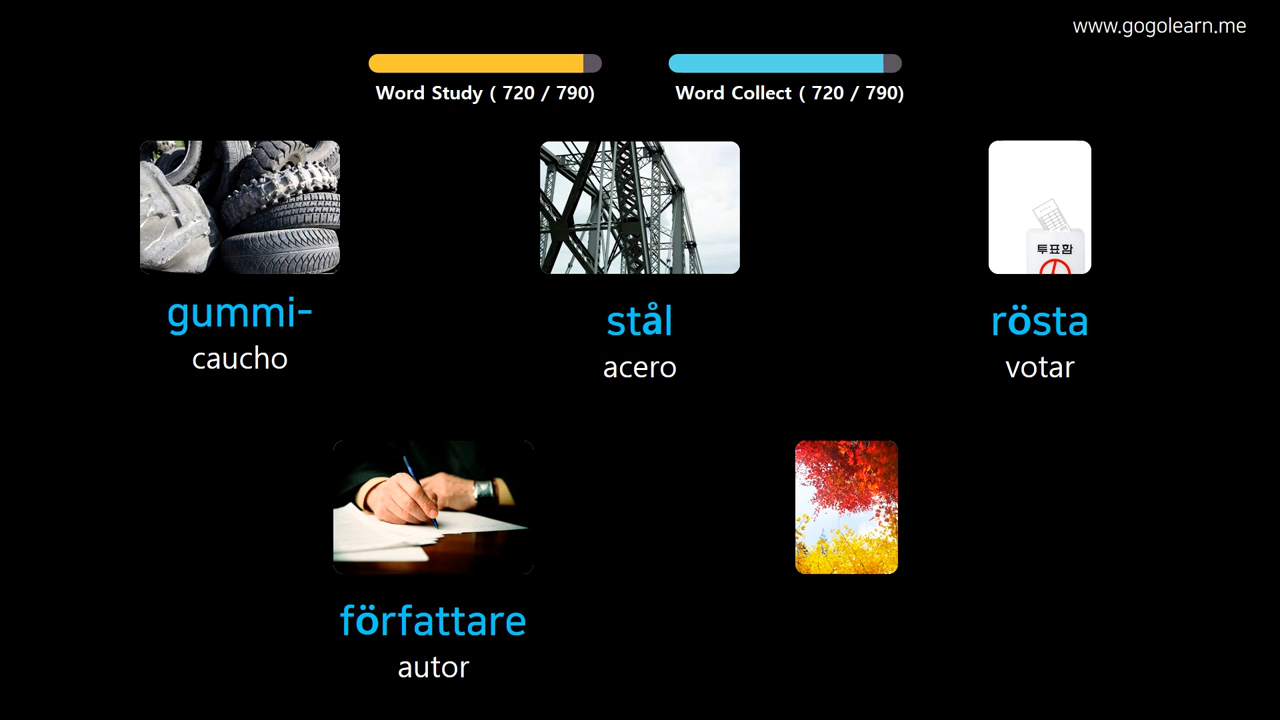 www.gogolearn.me
Word Study ( 720 / 790)
Word Collect ( 720 / 790)
투표함
gummi-
caucho
stål
acero
rösta
votar
författare
autor